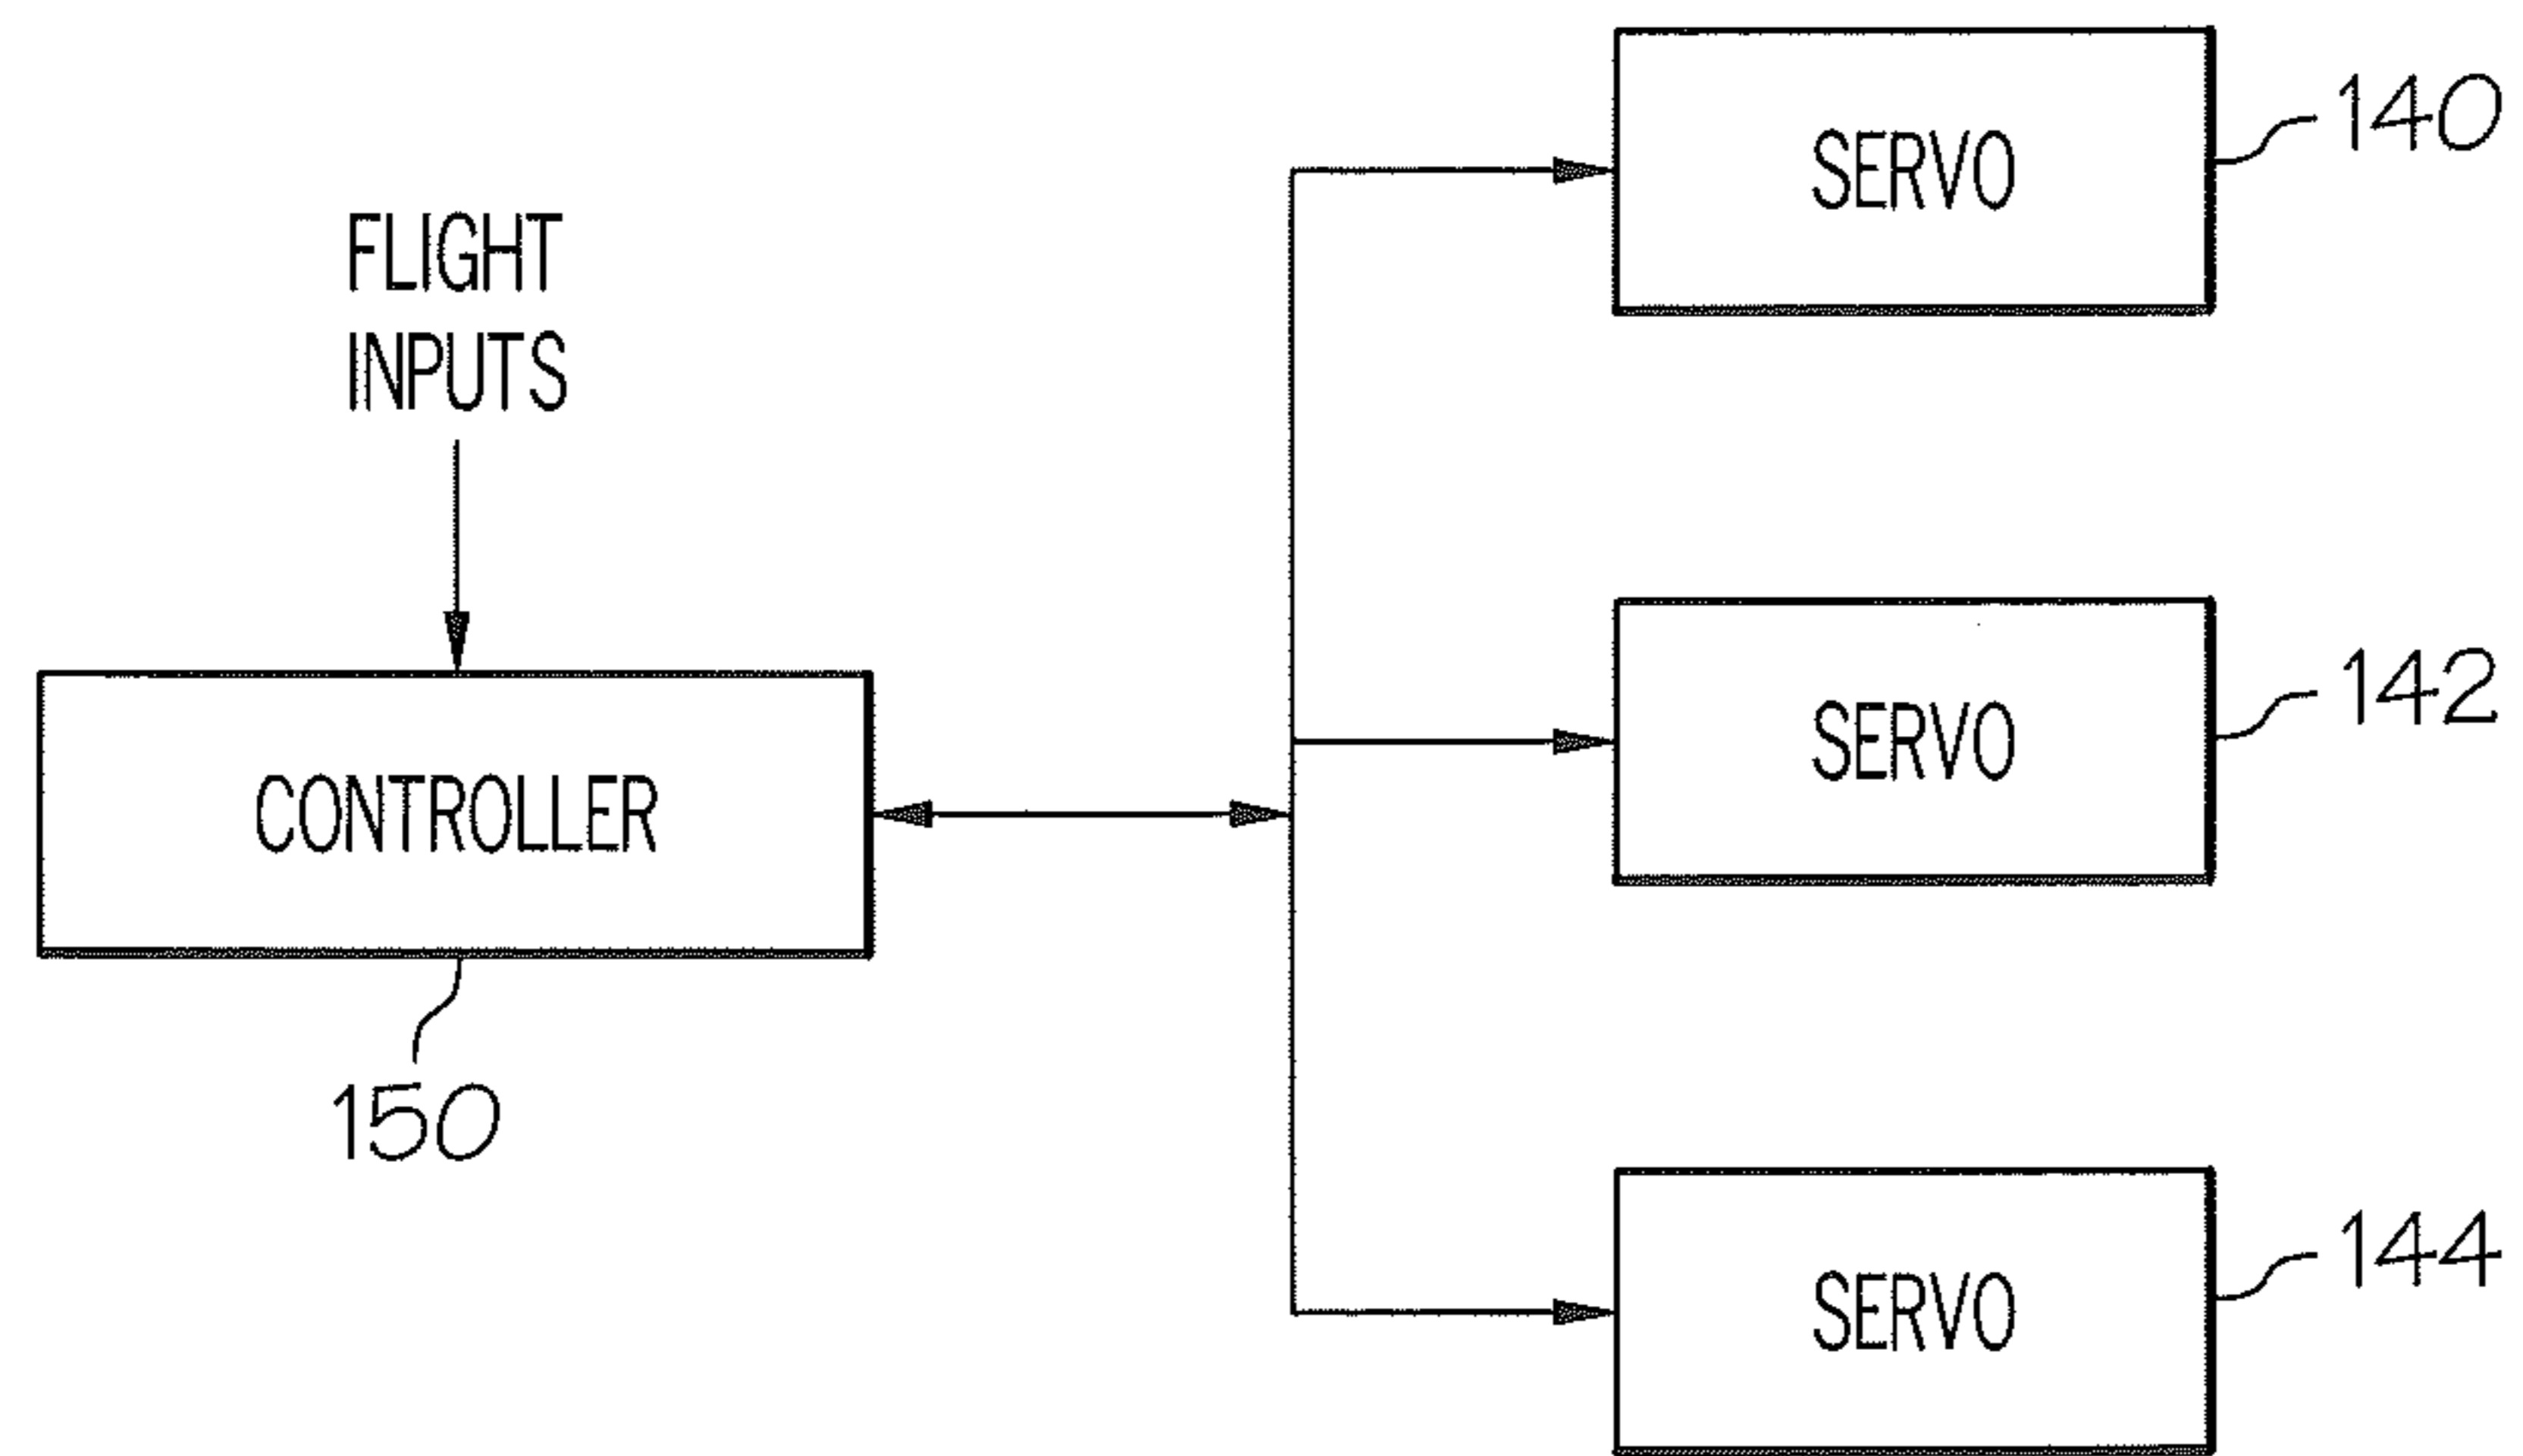 FLIGHT
INPUTS
CONTROLLER
150
SERVO
140
SERVO
142
SERVO
144